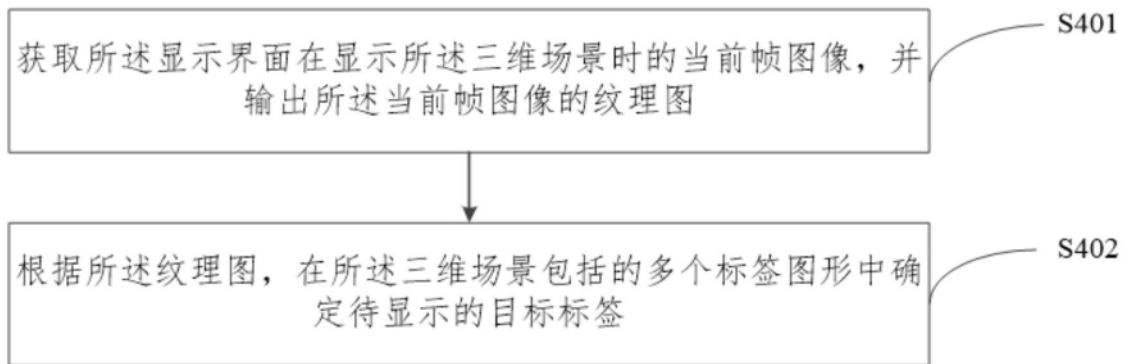 获取所述显示界面在显示所述三维场景时的当前帧图像，并
输出所述当前帧图像的纹理图
S401
根据所述纹理图，在所述三维场景包括的多个标签图形中确
定待显示的目标标签
S402